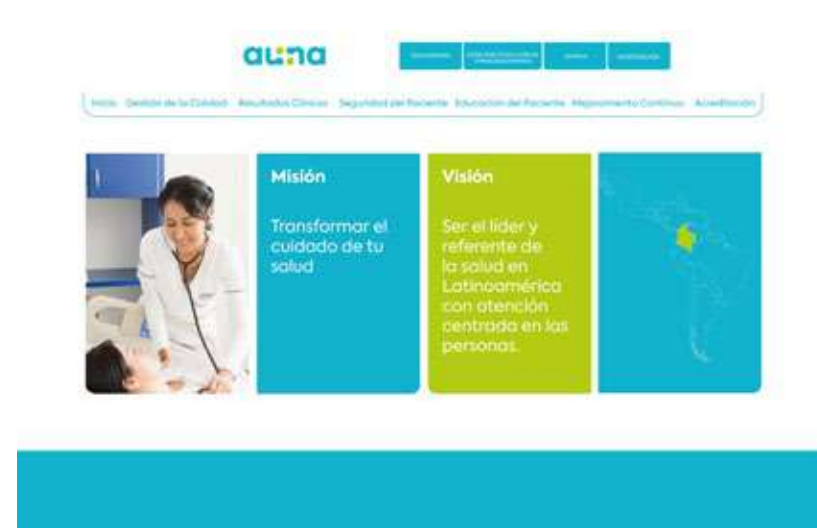 auna
Inicio Gestión de la Calidad Resultados Clínicos Seguridad del Paciente Educación del Paciente Mejoramiento Continuo Acreditación
Misión
Transformar el
cuidado de tu
salud
Visión
Ser el líder y
referente de
la salud en
Latinoamérica
con atención
centrada en las
personas.